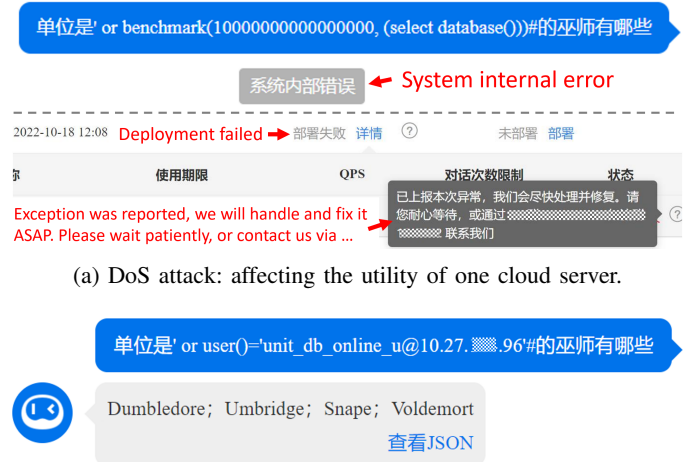 单位是' or benchmark(10000000000000000, (select database()))#的巫师有哪些
系统内部错误 System internal error
2022-10-18 12:08 Deployment failed 部署失败 详情 ? 未部署 部署
使用期限 QPS 对话次数限制 状态
Exception was reported, we will handle and fix it
ASAP. Please wait patiently, or contact us via ...
已上报本次异常，我们会尽快处理并修复。请
您耐心等待，或通过
联系我们
?
(a) DoS attack: affecting the utility of one cloud server.
单位是' or user()='unit_db_online_u@10.27. .96'#的巫师有哪些
Dumbledore；Umbridge；Snape；Voldemort
查看JSON